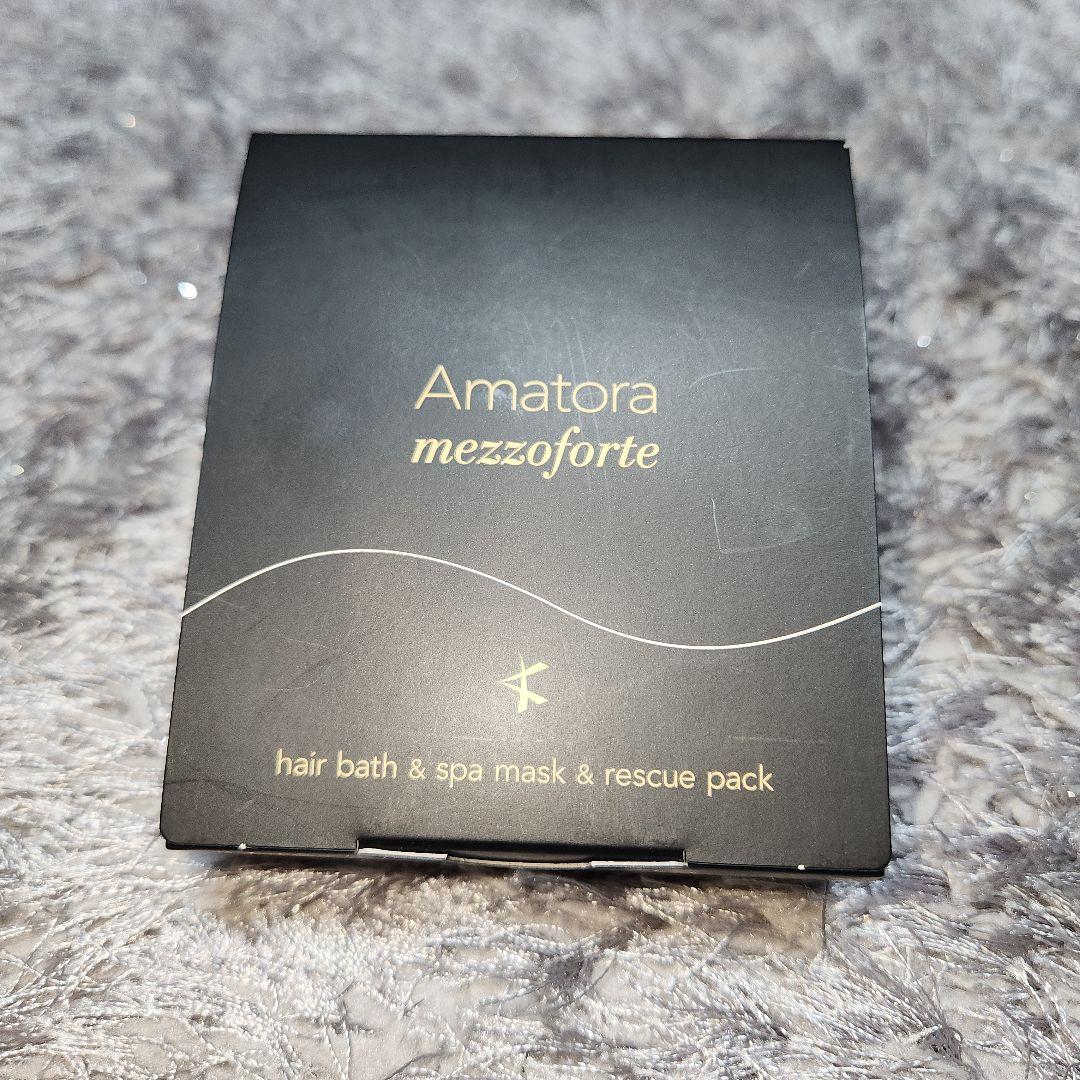 Amatora
mezzoforte
hair bath & spa mask & rescue pack